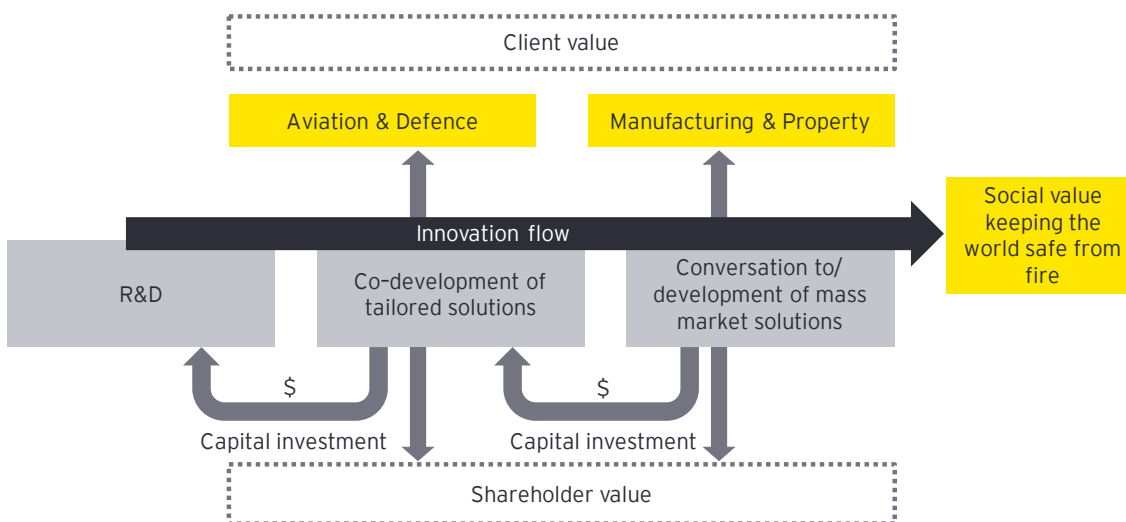 Client value
Aviation & Defence
Manufacturing & Property
Innovation flow
Social value
keeping the
world safe from
fire
R&D
Co-development of
tailored solutions
Conversation to/
development of mass
market solutions
$
$
Capital investment
Capital investment
Shareholder value